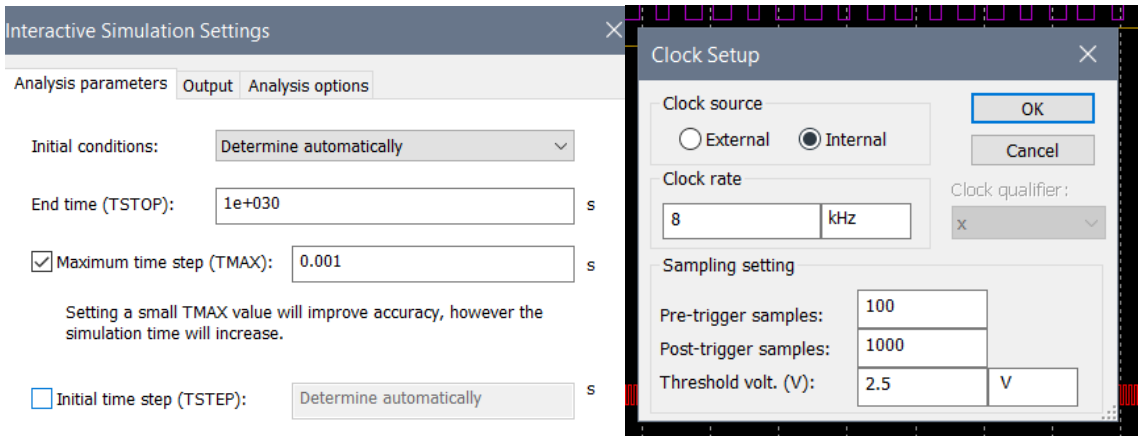 Interactive Simulation Settings
Analysis parameters Output Analysis options
Initial conditions: Determine automatically
End time (TSTOP): 1e+030 s
Maximum time step (TMAX): 0.001 s
Setting a small TMAX value will improve accuracy, however the
simulation time will increase.
Initial time step (TSTEP): Determine automatically s
Clock Setup
Clock source
External Internal
OK
Cancel
Clock rate
8 kHz
Clock qualifier:
x
Sampling setting
Pre-trigger samples: 100
Post-trigger samples: 1000
Threshold volt. (V): 2.5 V